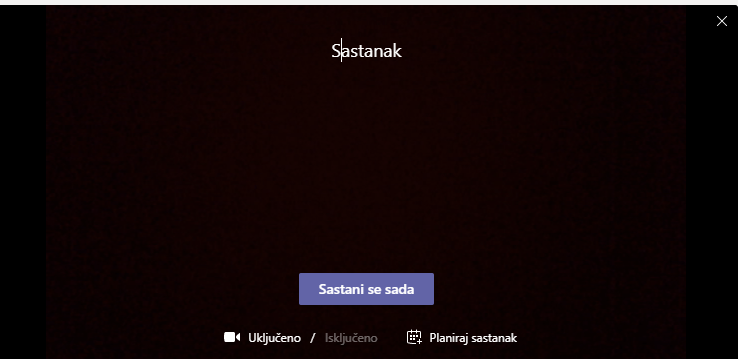 Sastanak
Sastani se sada
Uključeno / Isključeno Planiraj sastanak